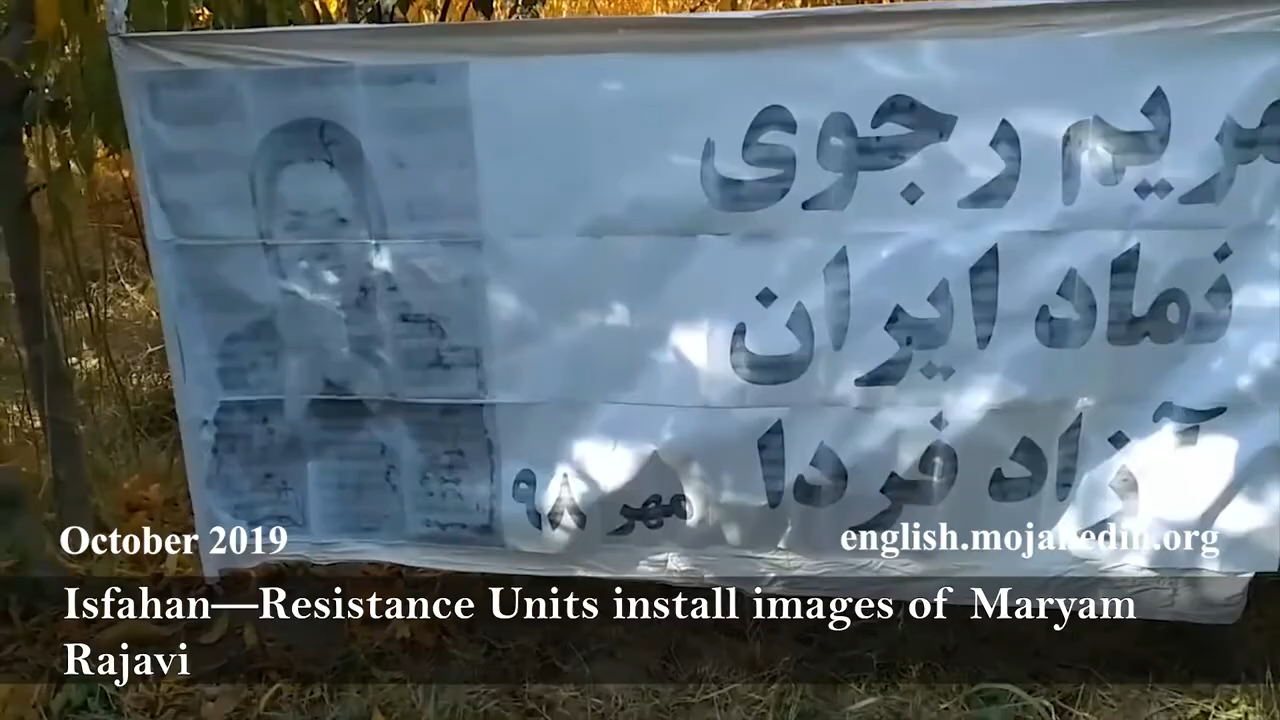 مریم رجوی
نماد ایران
آزاد فردا
مهر ۹۸
October 2019
english.mojahedin.org
Isfahan—Resistance Units install images of Maryam
Rajavi